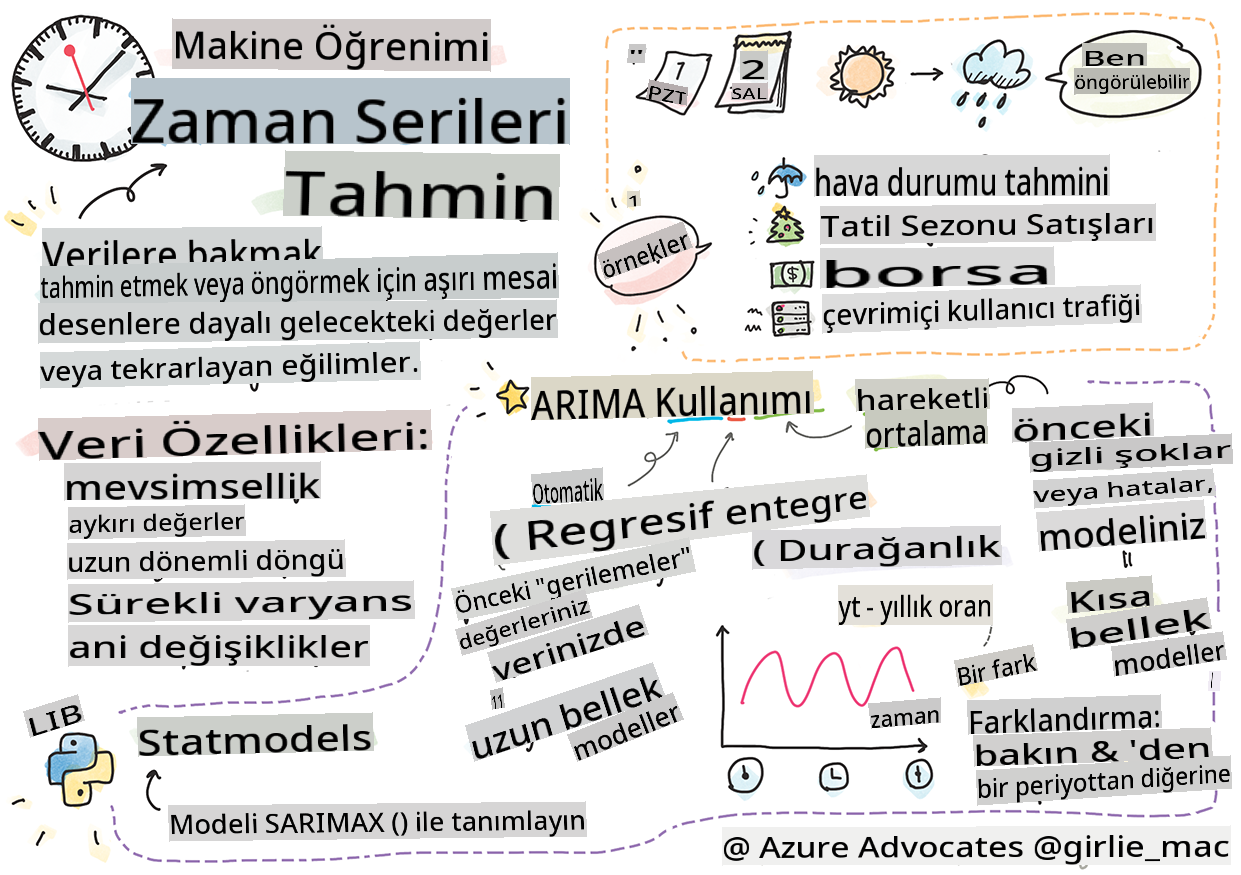 Makine Öğrenimi
Zaman Serileri
Tahmin
Verilere bakmak
tahmin etmek veya öngörmek için aşırı mesai
desenlere dayalı gelecekteki değerler
veya tekrarlayan eğilimler.
"
1
PZT
2
SAL
Ben
öngörülebilir
1
örnekler
hava durumu tahmini
Tatil Sezonu Satışları
borsa
çevrimiçi kullanıcı trafiği
Veri Özellikleri:
mevsimsellik
aykırı değerler
uzun dönemli döngü
Sürekli varyans
ani değişiklikler
ARIMA Kullanımı
hareketli
ortalama
önceki
gizli şoklar
veya hatalar,
modeliniz
Kısa
bellek
modeller
Otomatik
( Regresif entegre
Önceki "gerilemeler"
değerleriniz
verinizde
11
uzun bellek
modeller
( Durağanlık
yt - yıllık oran
zaman
Bir fark
Farklandırma:
bakın & 'den
bir periyottan diğerine
LIB
Statmodels
Modeli SARIMAX () ile tanımlayın
@ Azure Advocates @girlie_mac